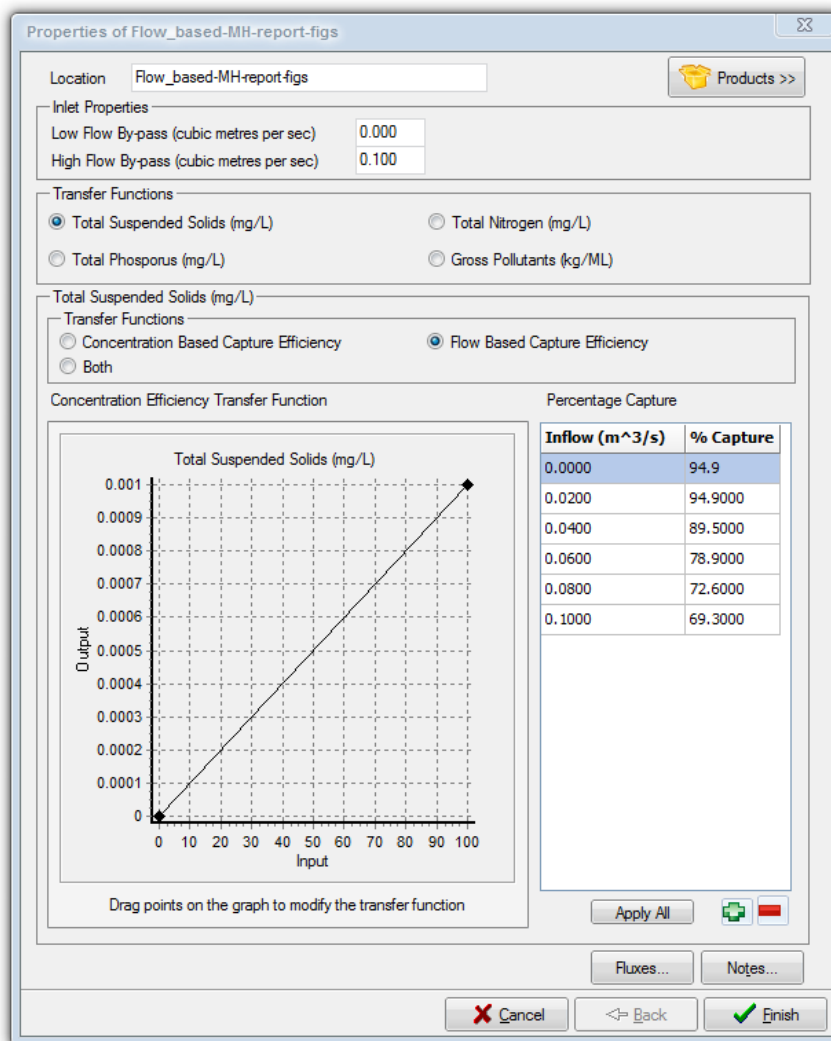 Properties of Flow_based-MH-report-figs
Location Flow_based-MH-report-figs Products >>
Inlet Properties
Low Flow By-pass (cubic metres per sec) 0.000
High Flow By-pass (cubic metres per sec) 0.100
Transfer Functions
Total Suspended Solids (mg/L) Total Nitrogen (mg/L)
Total Phosporus (mg/L) Gross Pollutants (kg/ML)
Total Suspended Solids (mg/L)
Transfer Functions
Concentration Based Capture Efficiency Flow Based Capture Efficiency
Both
Concentration Efficiency Transfer Function
Total Suspended Solids (mg/L)
0.001
0.0009
0.0008
0.0007
0.0006
0.0005
0.0004
0.0003
0.0002
0.0001
0
Output
0 10 20 30 40 50 60 70 80 90 100
Input
Drag points on the graph to modify the transfer function
Percentage Capture
Inflow (m^3/s) % Capture
0.0000 94.9
0.0200 94.9000
0.0400 89.5000
0.0600 78.9000
0.0800 72.6000
0.1000 69.3000
Apply All
Fluxes... Notes...
Cancel Back Finish